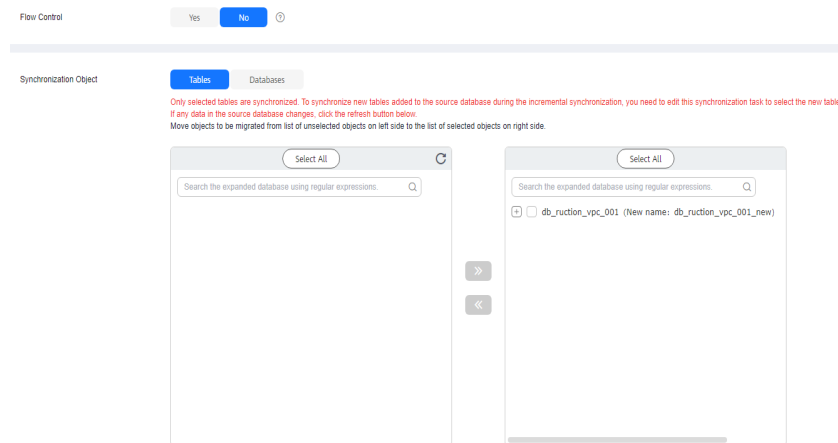 Flow Control Yes No ?
Synchronization Object Tables Databases
Only selected tables are synchronized. To synchronize new tables added to the source database during the incremental synchronization, you need to edit this synchronization task to select the new table
If any data in the source database changes, click the refresh button below.
Move objects to be migrated from list of unselected objects on left side to the list of selected objects on right side.
Select All
Search the expanded database using regular expressions.
Select All
Search the expanded database using regular expressions.
db_ruction_vpc_001 (New name: db_ruction_vpc_001_new)